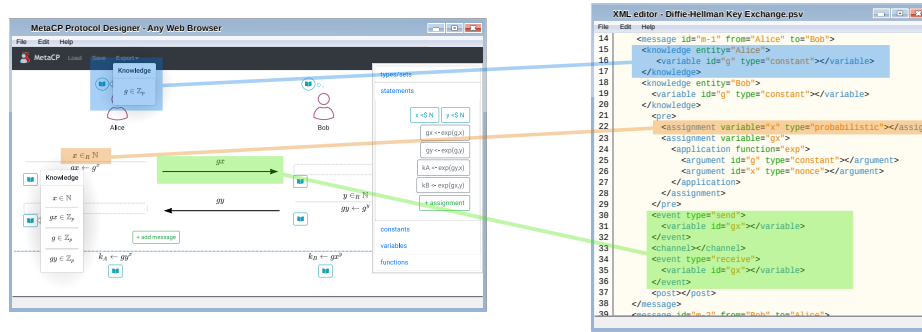 MetaCP Protocol Designer - Any Web Browser
File Edit Help
MetaCP Load Save Export
Knowledge
g ∈ ℤp
Alice
Bob
x ∈R ℕ
gx ← g^x
gx
Knowledge
x ∈ ℕ
gx ∈ ℤp
g ∈ ℤp
gy ∈ ℤp
y ∈R ℕ
gy ← g^y
gy
+ add message
kA ← gy^x
kB ← gx^y
types/sets
statements
x <$ N y <$ N
gx <- exp(g,x)
gy <- exp(g,y)
kA <- exp(gy,x)
kB <- exp(gx,y)
+ assignment
constants
variables
functions
XML editor - Diffie-Hellman Key Exchange.psv
File Edit Help
14 <message id="m-1" from="Alice" to="Bob">
15 <knowledge entity="Alice">
16 <variable id="g" type="constant"></variable>
17 </knowledge>
18 <knowledge entity="Bob">
19 <variable id="g" type="constant"></variable>
20 </knowledge>
21 <pre>
22 <assignment variable="x" type="probabilistic"></assig
23 <assignment variable="gx">
24 <application function="exp">
25 <argument id="g" type="constant"></argument>
26 <argument id="x" type="nonce"></argument>
27 </application>
28 </assignment>
29 </pre>
30 <event type="send">
31 <variable id="gx"></variable>
32 </event>
33 <channel></channel>
34 <event type="receive">
35 <variable id="gx"></variable>
36 </event>
37 <post></post>
38 </message>
39 <message id="m-2" from="Bob" to="Alice">